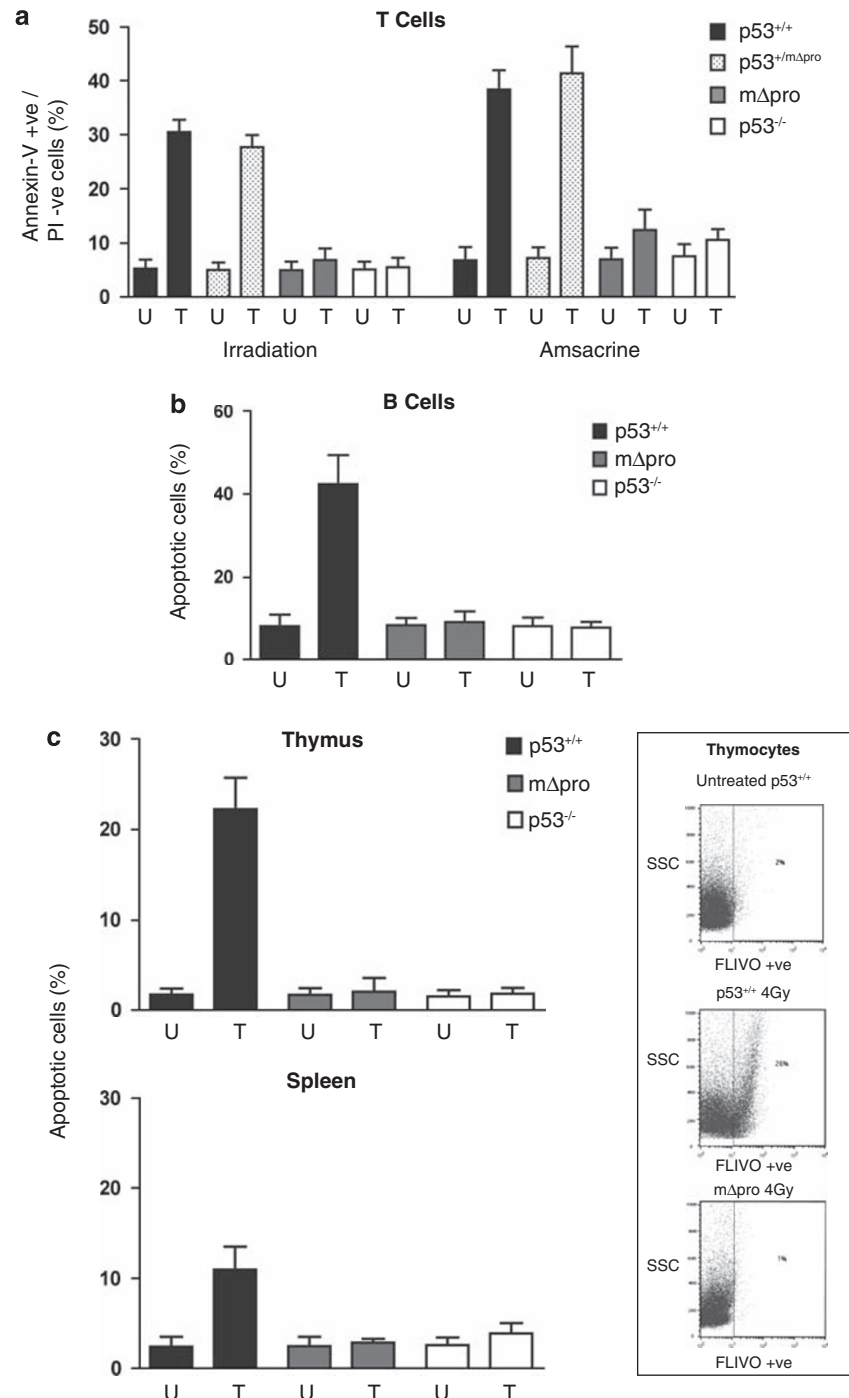 a
T Cells
Annexin-V +ve /
PI -ve cells (%)
50
40
30
20
10
0
p53+/+
p53+/mΔpro
mΔpro
p53-/-
U T U T U T U T U T U T U T U T
Irradiation Amsacrine
b
B Cells
Apoptotic cells (%)
60
40
20
0
p53+/+
mΔpro
p53-/-
U T U T U T
c
Apoptotic cells (%)
Thymus
30
20
10
0
p53+/+
mΔpro
p53-/-
U T U T U T
Spleen
30
20
10
0
U T U T U T
Thymocytes
Untreated p53+/+
SSC
2%
FLIVO +ve
p53+/+ 4Gy
SSC
FLIVO +ve
mΔpro 4Gy
SSC
1%
FLIVO +ve